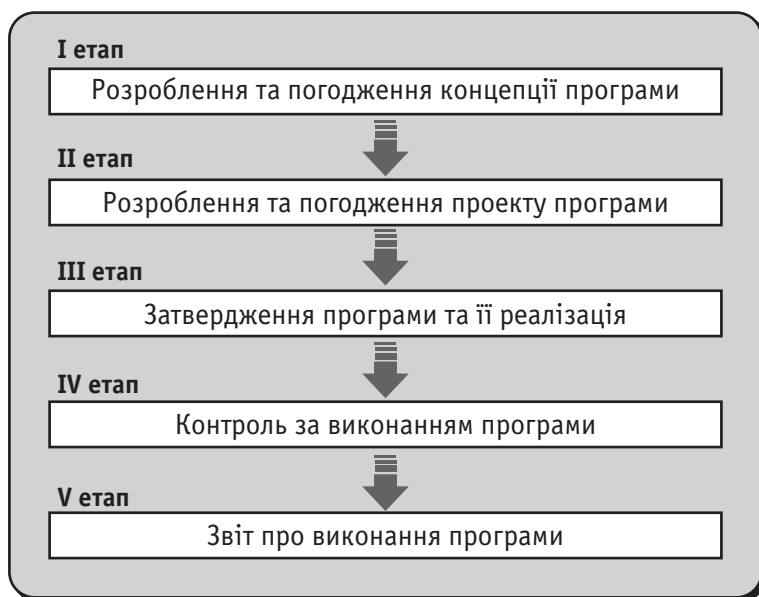 I етап
Розроблення та погодження концепції програми
II етап
Розроблення та погодження проекту програми
III етап
Затвердження програми та її реалізація
IV етап
Контроль за виконанням програми
V етап
Звіт про виконання програми